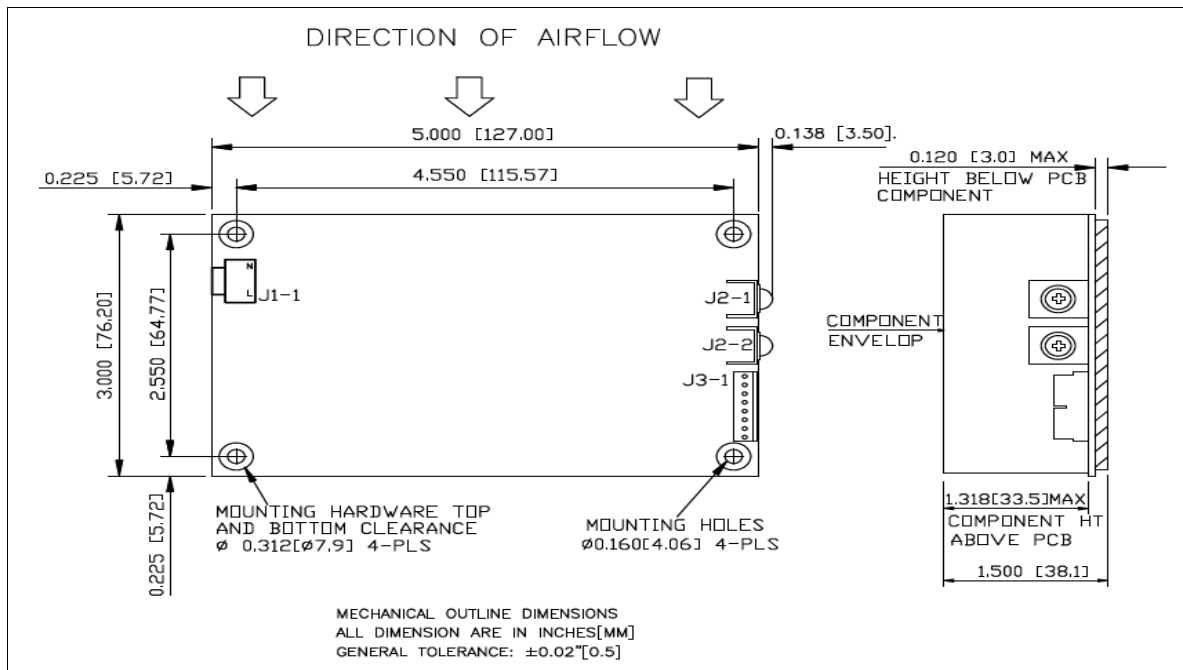 DIRECTION OF AIRFLOW
5.000 [127.00]
0.138 [3.50].
0.225 [5.72]
4.550 [115.57]
0.120 [3.0] MAX
HEIGHT BELOW PCB
COMPONENT
3.000 [76.20]
2.550 [64.77]
N
L
J1-1
J2-1
J2-2
J3-1
COMPONENT
ENVELOP
0.225 [5.72]
MOUNTING HARDWARE TOP
AND BOTTOM CLEARANCE
Ø 0.312[Ø7.9] 4-PLS
MOUNTING HOLES
Ø0.160[4.06] 4-PLS
1.318[33.5]MAX
COMPONENT HT
ABOVE PCB
1.500 [38.1]
MECHANICAL OUTLINE DIMENSIONS
ALL DIMENSION ARE IN INCHES[MM]
GENERAL TOLERANCE: ±0.02"[0.5]